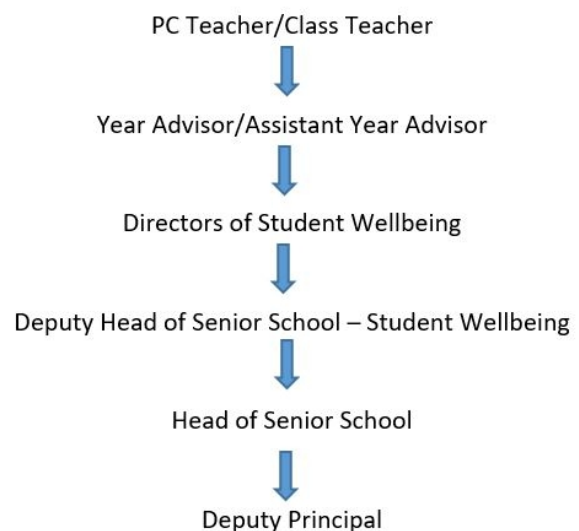 PC Teacher/Class Teacher
Year Advisor/Assistant Year Advisor
Directors of Student Wellbeing
Deputy Head of Senior School – Student Wellbeing
Head of Senior School
Deputy Principal